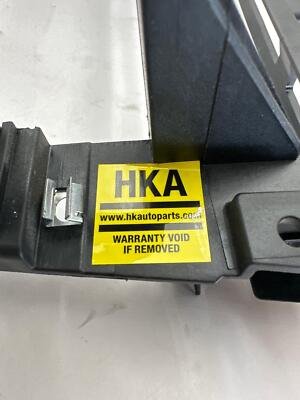 HKA
www.hkautoparts.com
WARRANTY VOID
IF REMOVED